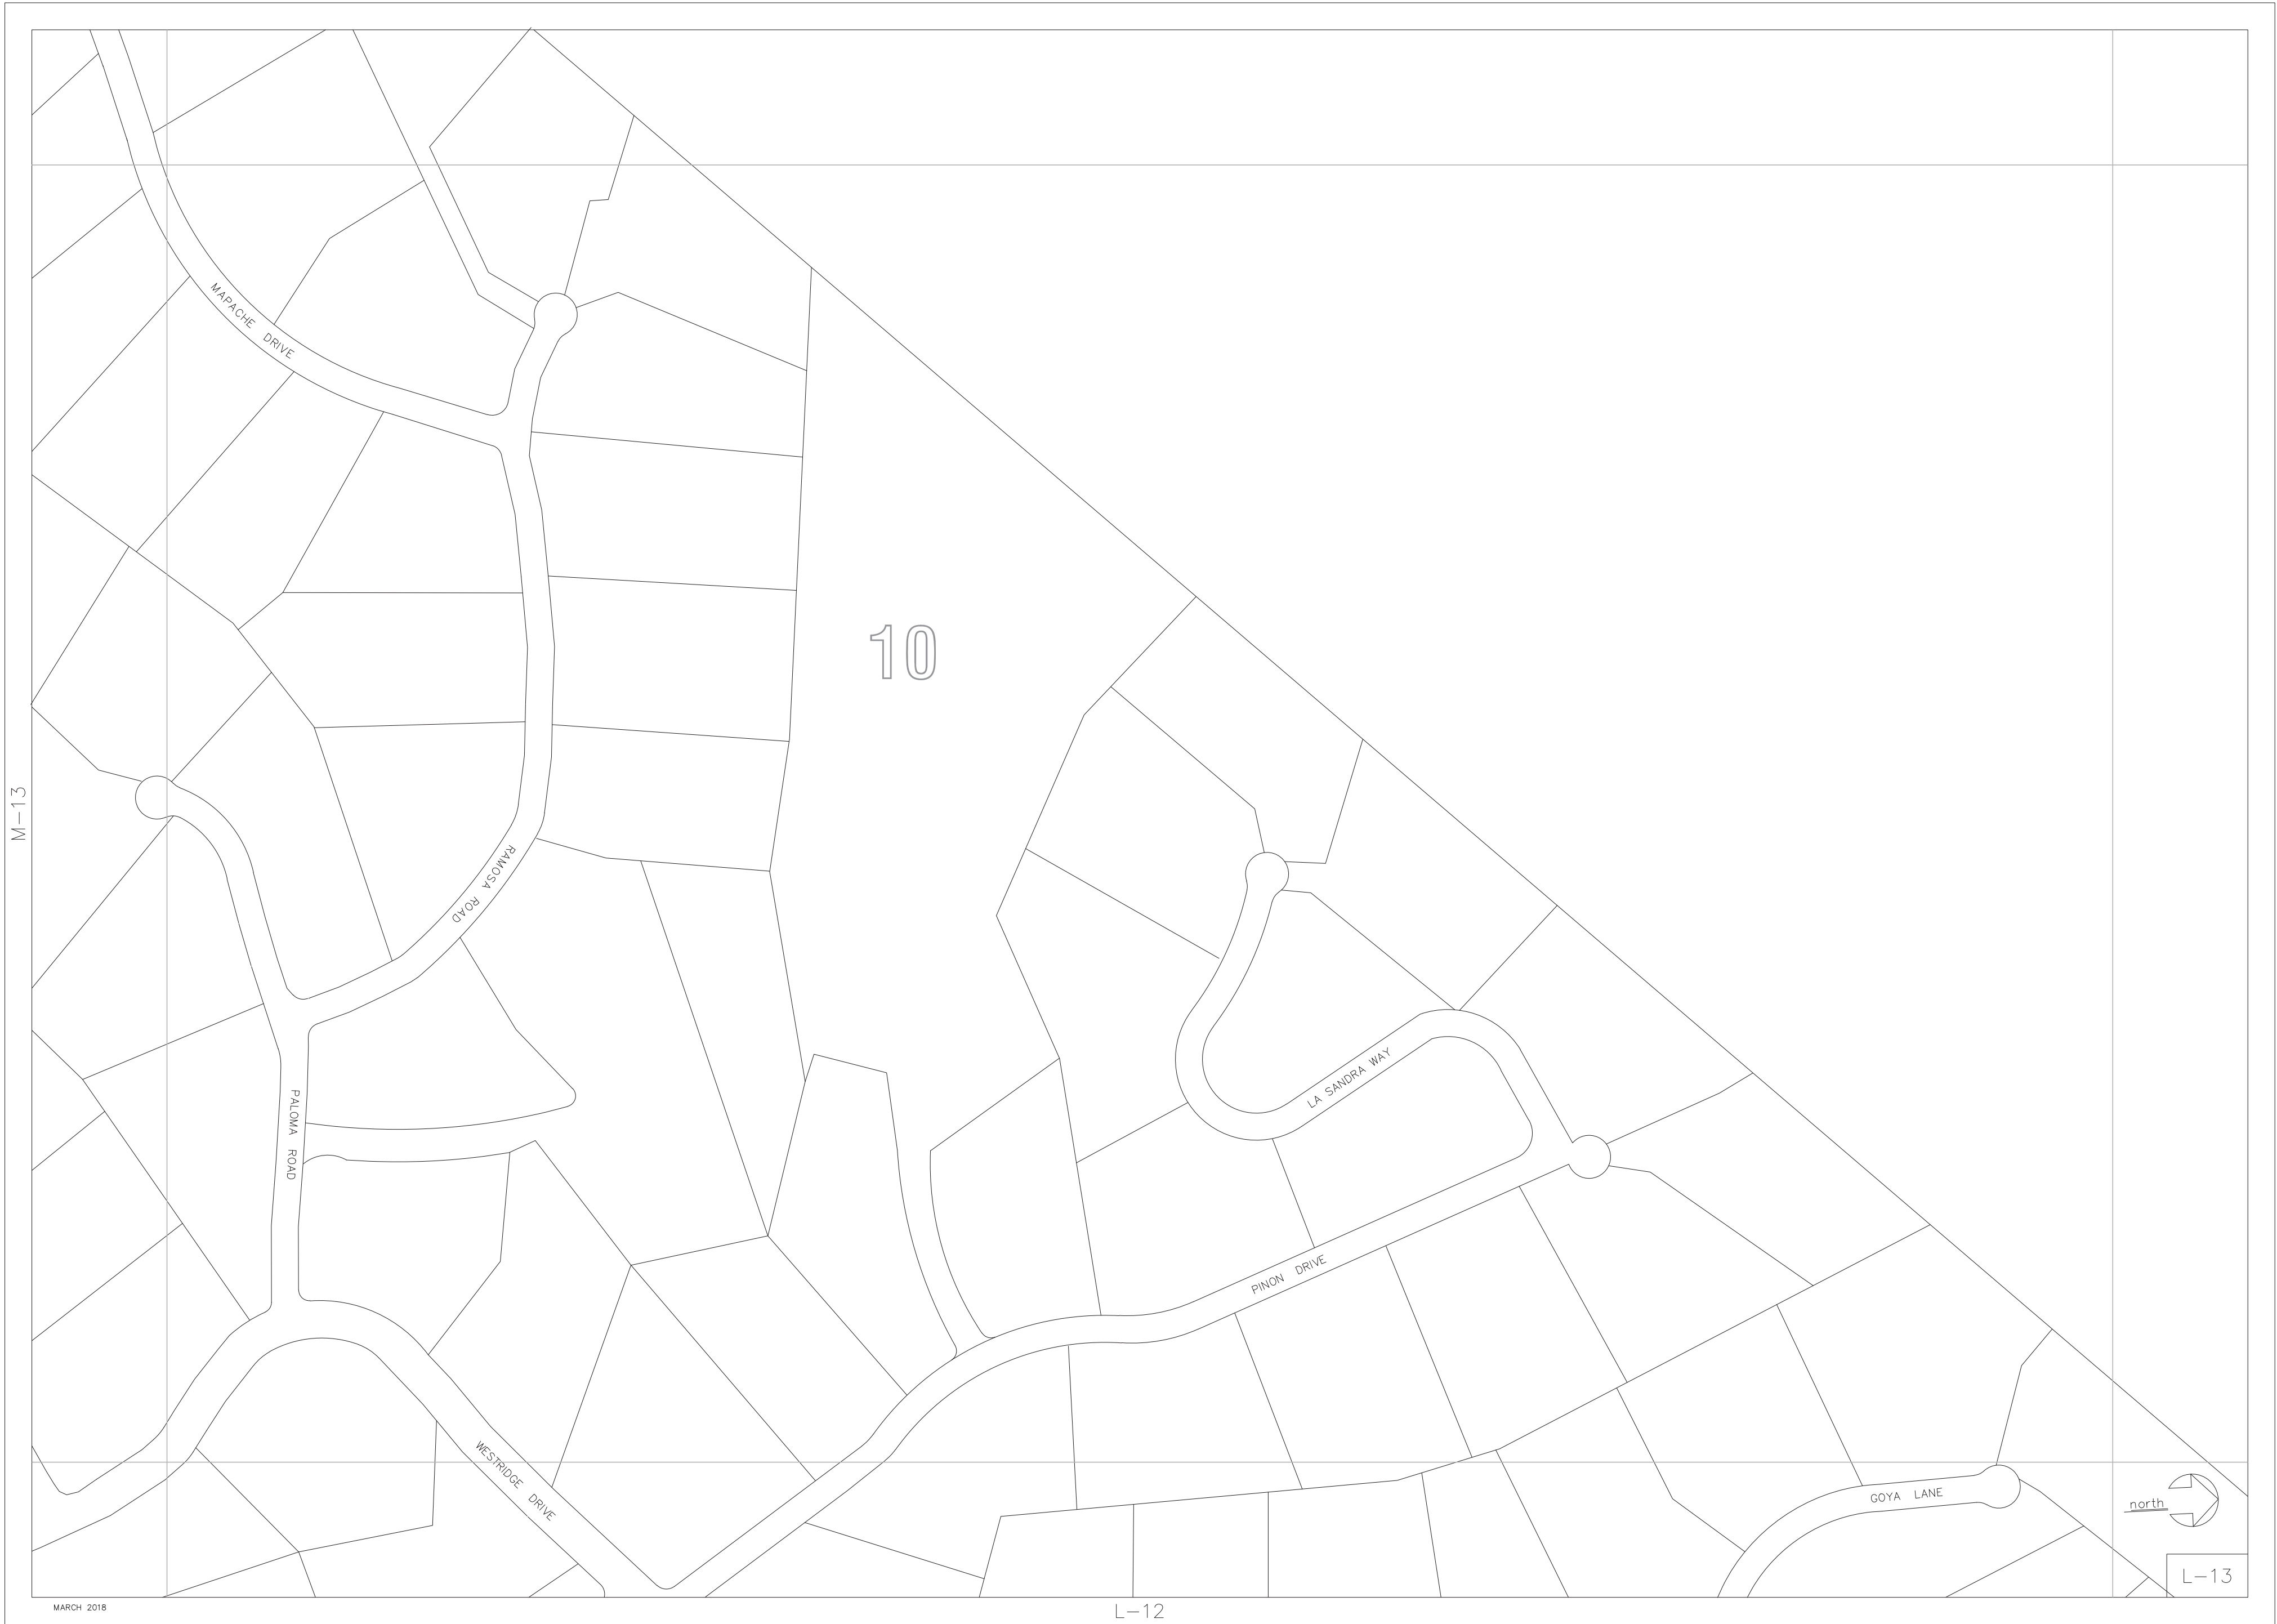 MAPACHE DRIVE
10
M-13
RAMOSA ROAD
LA SANDRA WAY
PALOMA ROAD
PINON DRIVE
WESTRIDGE DRIVE
GOYA LANE
north
L-13
MARCH 2018
L-12